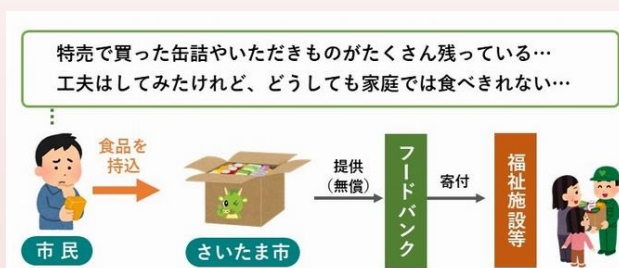 特売で買った缶詰やいただきものがたくさん残っている…
工夫はしてみたけれど、どうしても家庭では食べきれない…
食品を
持込
市民
さいたま市
提供
(無償)
フードバンク
寄付
福祉施設等